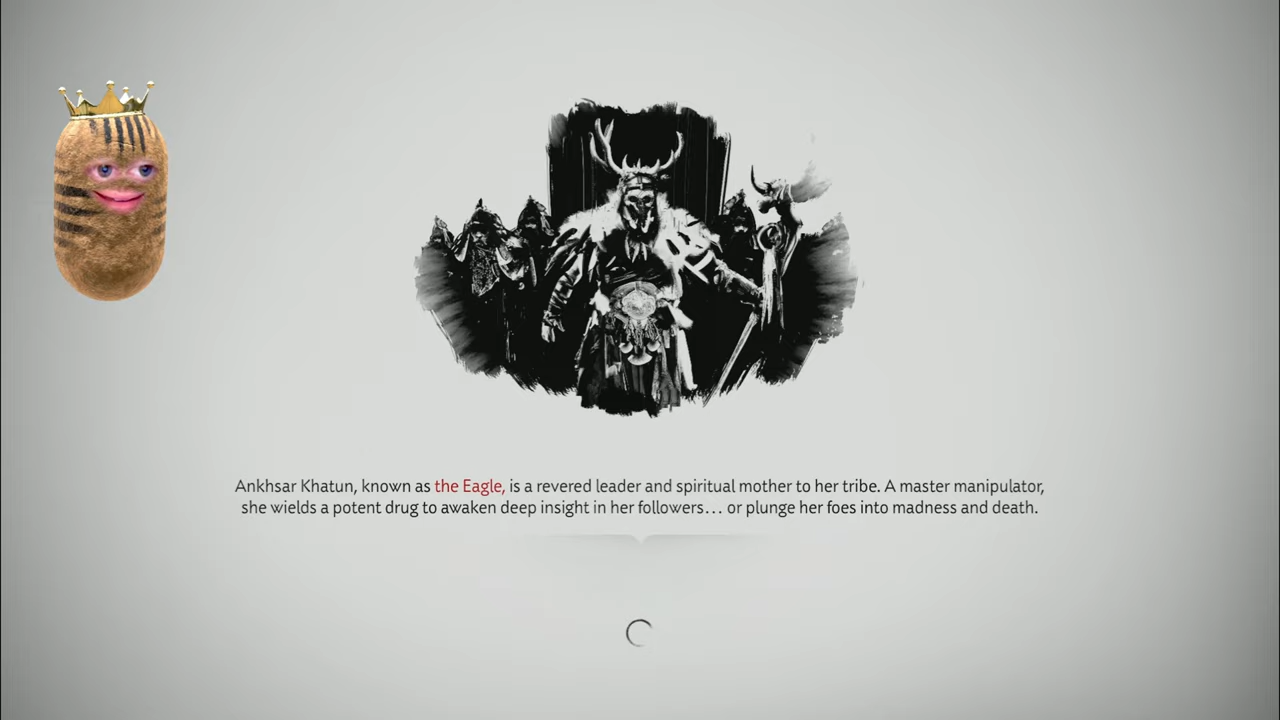 Ankhsar Khatun, known as the Eagle, is a revered leader and spiritual mother to her tribe. A master manipulator,
she wields a potent drug to awaken deep insight in her followers... or plunge her foes into madness and death.